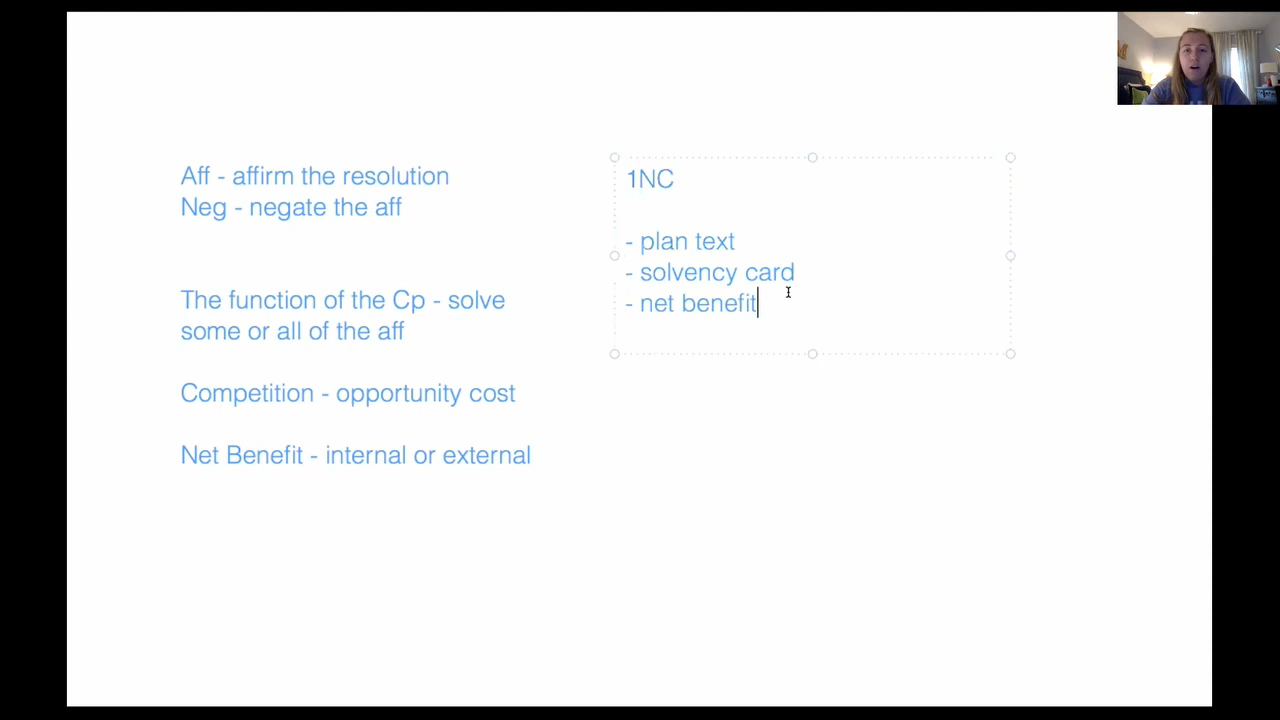 Aff - affirm the resolution
Neg - negate the aff
The function of the Cp - solve
some or all of the aff
Competition - opportunity cost
Net Benefit - internal or external
1NC
- plan text
- solvency card
- net benefit